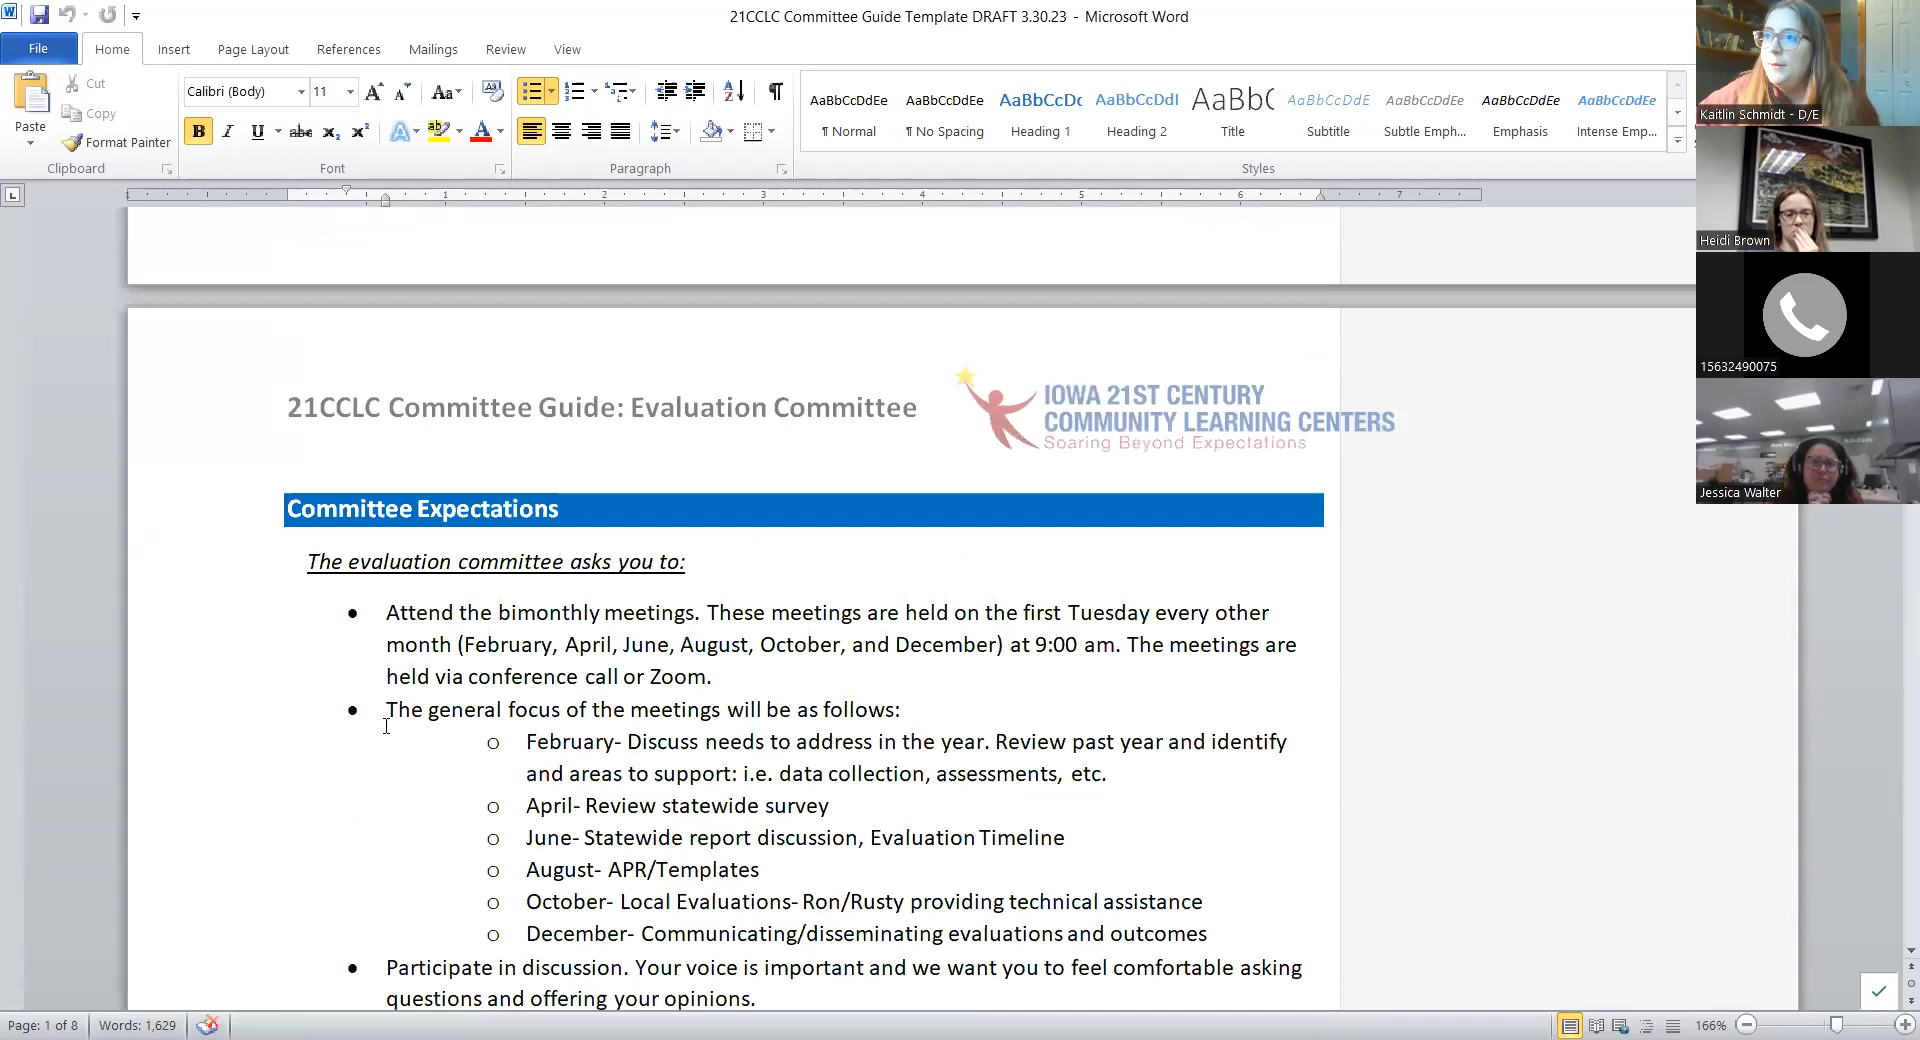 21CCLC Committee Guide Template DRAFT 3.30.23 - Microsoft Word
File Home Insert Page Layout References Mailings Review View
Cut
Copy
Paste
Format Painter
Clipboard
Calibri (Body) 11
Font
Paragraph
AaBbCcDdEe AaBbCcDdEe AaBbCcDc AaBbCcDdI AaBbC AaBbCcDdE AaBbCcDdEe AaBbCcDdEe AaBbCcDdEe
¶ Normal ¶ No Spacing Heading 1 Heading 2 Title Subtitle Subtle Emph... Emphasis Intense Emp...
Styles
1 2 3 4 5 6 7
Kaitlin Schmidt - D/E
Heidi Brown
15632490075
Jessica Walter
21CCLC Committee Guide: Evaluation Committee
IOWA 21ST CENTURY
COMMUNITY LEARNING CENTERS
Soaring Beyond Expectations
Committee Expectations
The evaluation committee asks you to:
• Attend the bimonthly meetings. These meetings are held on the first Tuesday every other
month (February, April, June, August, October, and December) at 9:00 am. The meetings are
held via conference call or Zoom.
• The general focus of the meetings will be as follows:
o February- Discuss needs to address in the year. Review past year and identify
and areas to support: i.e. data collection, assessments, etc.
o April- Review statewide survey
o June- Statewide report discussion, Evaluation Timeline
o August- APR/Templates
o October- Local Evaluations- Ron/Rusty providing technical assistance
o December- Communicating/disseminating evaluations and outcomes
• Participate in discussion. Your voice is important and we want you to feel comfortable asking
questions and offering your opinions.
Page: 1 of 8 Words: 1,629 166%